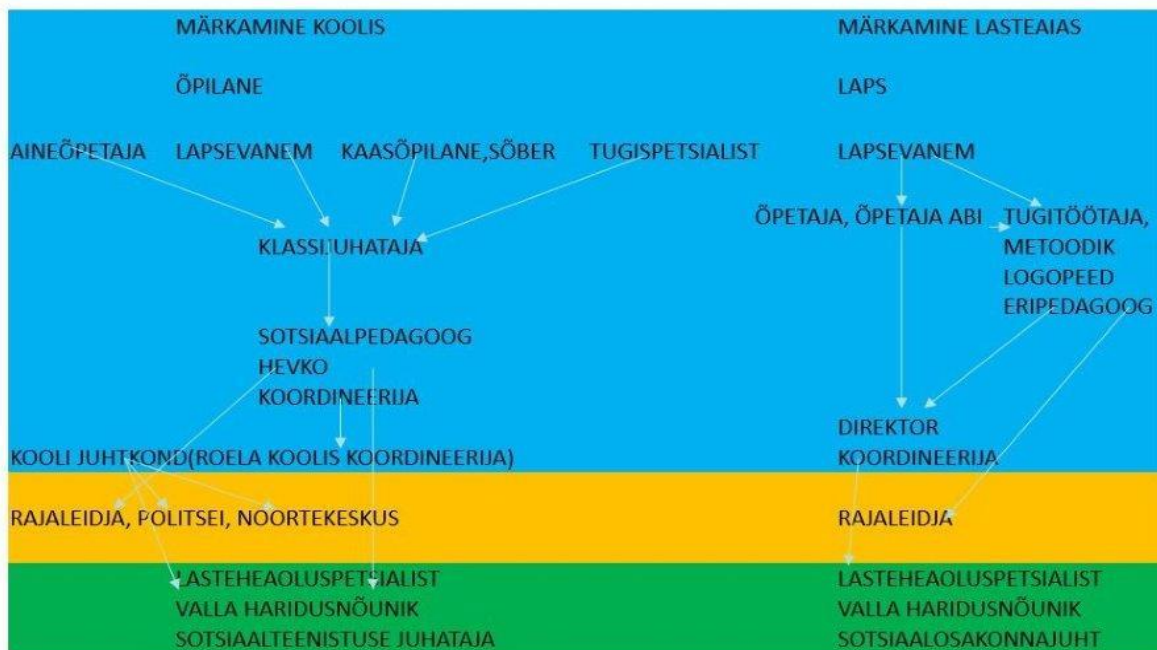 MÄRKAMINE KOOLIS
ÕPILANE
AINEÕPETAJA LAPSEVANEM KAASÕPILANE,SÕBER TUGISPETSIALIST
KLASSIJUHATAJA
SOTSIAALPEDAGOOG
HEVKO
KOORDINEERIJA
KOOLI JUHTKOND(ROELA KOOLIS KOORDINEERIJA)
RAJALEIDJA, POLITSEI, NOORTEKESKUS
LASTEHEAOLUSPETSIALIST
VALLA HARIDUSNÕUNIK
SOTSIAALTEENISTUSE JUHATAJA
MÄRKAMINE LASTEAIAS
LAPS
LAPSEVANEM
ÕPETAJA, ÕPETAJA ABI
TUGITÖÖTAJA,
METOODIK
LOGOPEED
ERIPEDAGOOG
DIREKTOR
KOORDINEERIJA
RAJALEIDJA
LASTEHEAOLUSPETSIALIST
VALLA HARIDUSNÕUNIK
SOTSIAALOSAKONNAJUHT